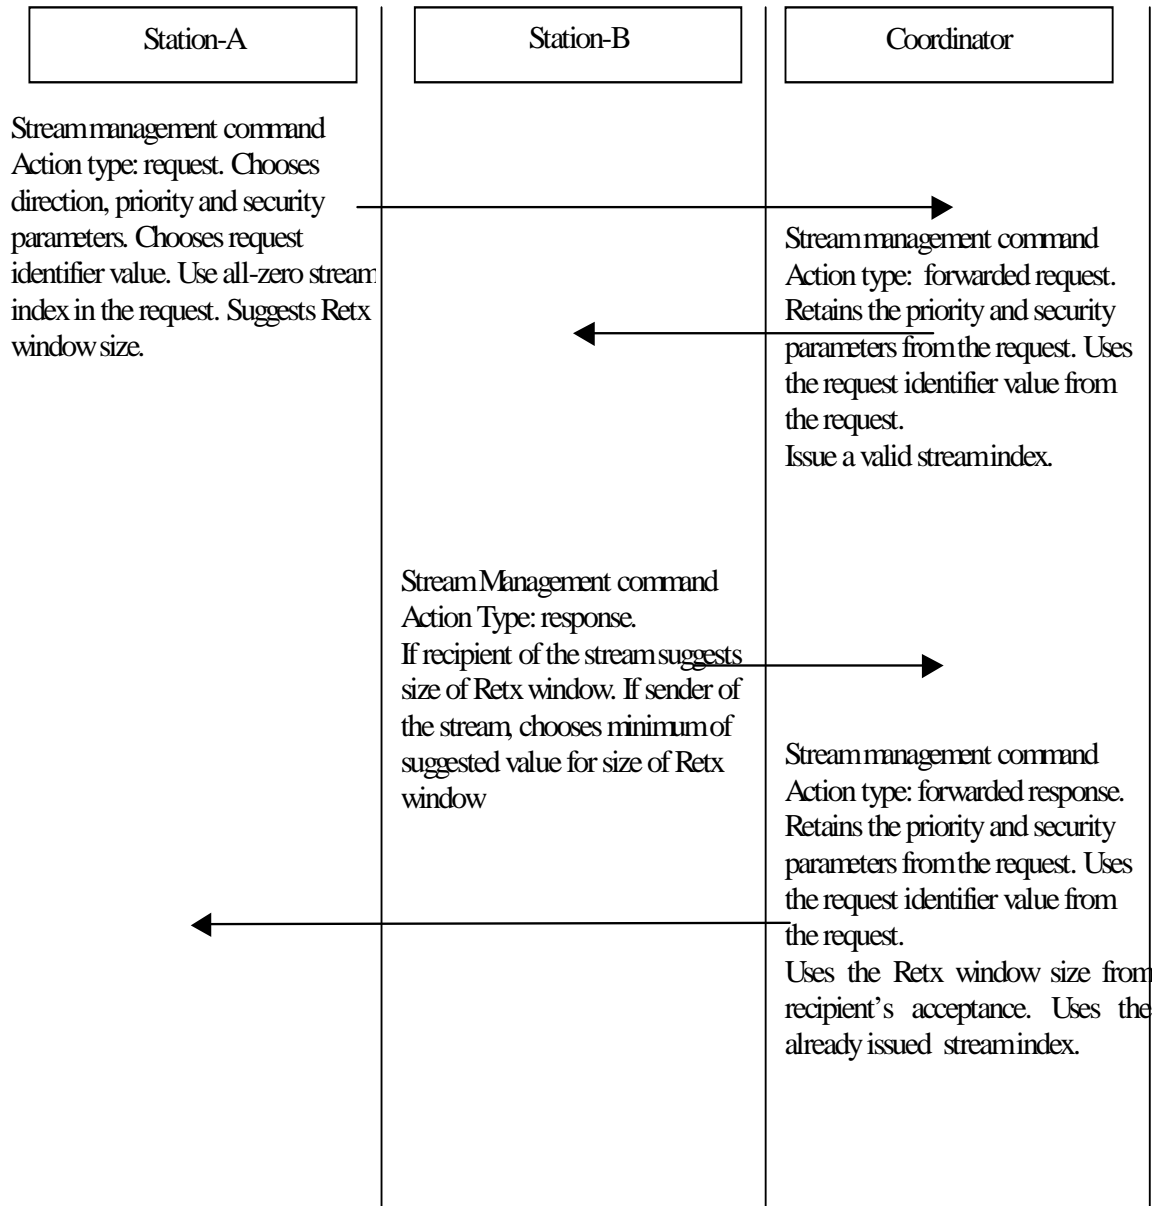 Station-A
Station-B
Coordinator
Stream management command
Action type: request. Chooses
direction, priority and security
parameters. Chooses request
identifier value. Use all-zero stream
index in the request. Suggests Retx
window size.
Stream management command
Action type: forwarded request.
Retains the priority and security
parameters from the request. Uses
the request identifier value from
the request.
Issue a valid stream index.
Stream Management command
Action Type: response.
If recipient of the stream suggests
size of Retx window. If sender of
the stream, chooses minimum of
suggested value for size of Retx
window
Stream management command
Action type: forwarded response.
Retains the priority and security
parameters from the request. Uses
the request identifier value from
the request.
Uses the Retx window size from
recipient's acceptance. Uses the
already issued stream index.